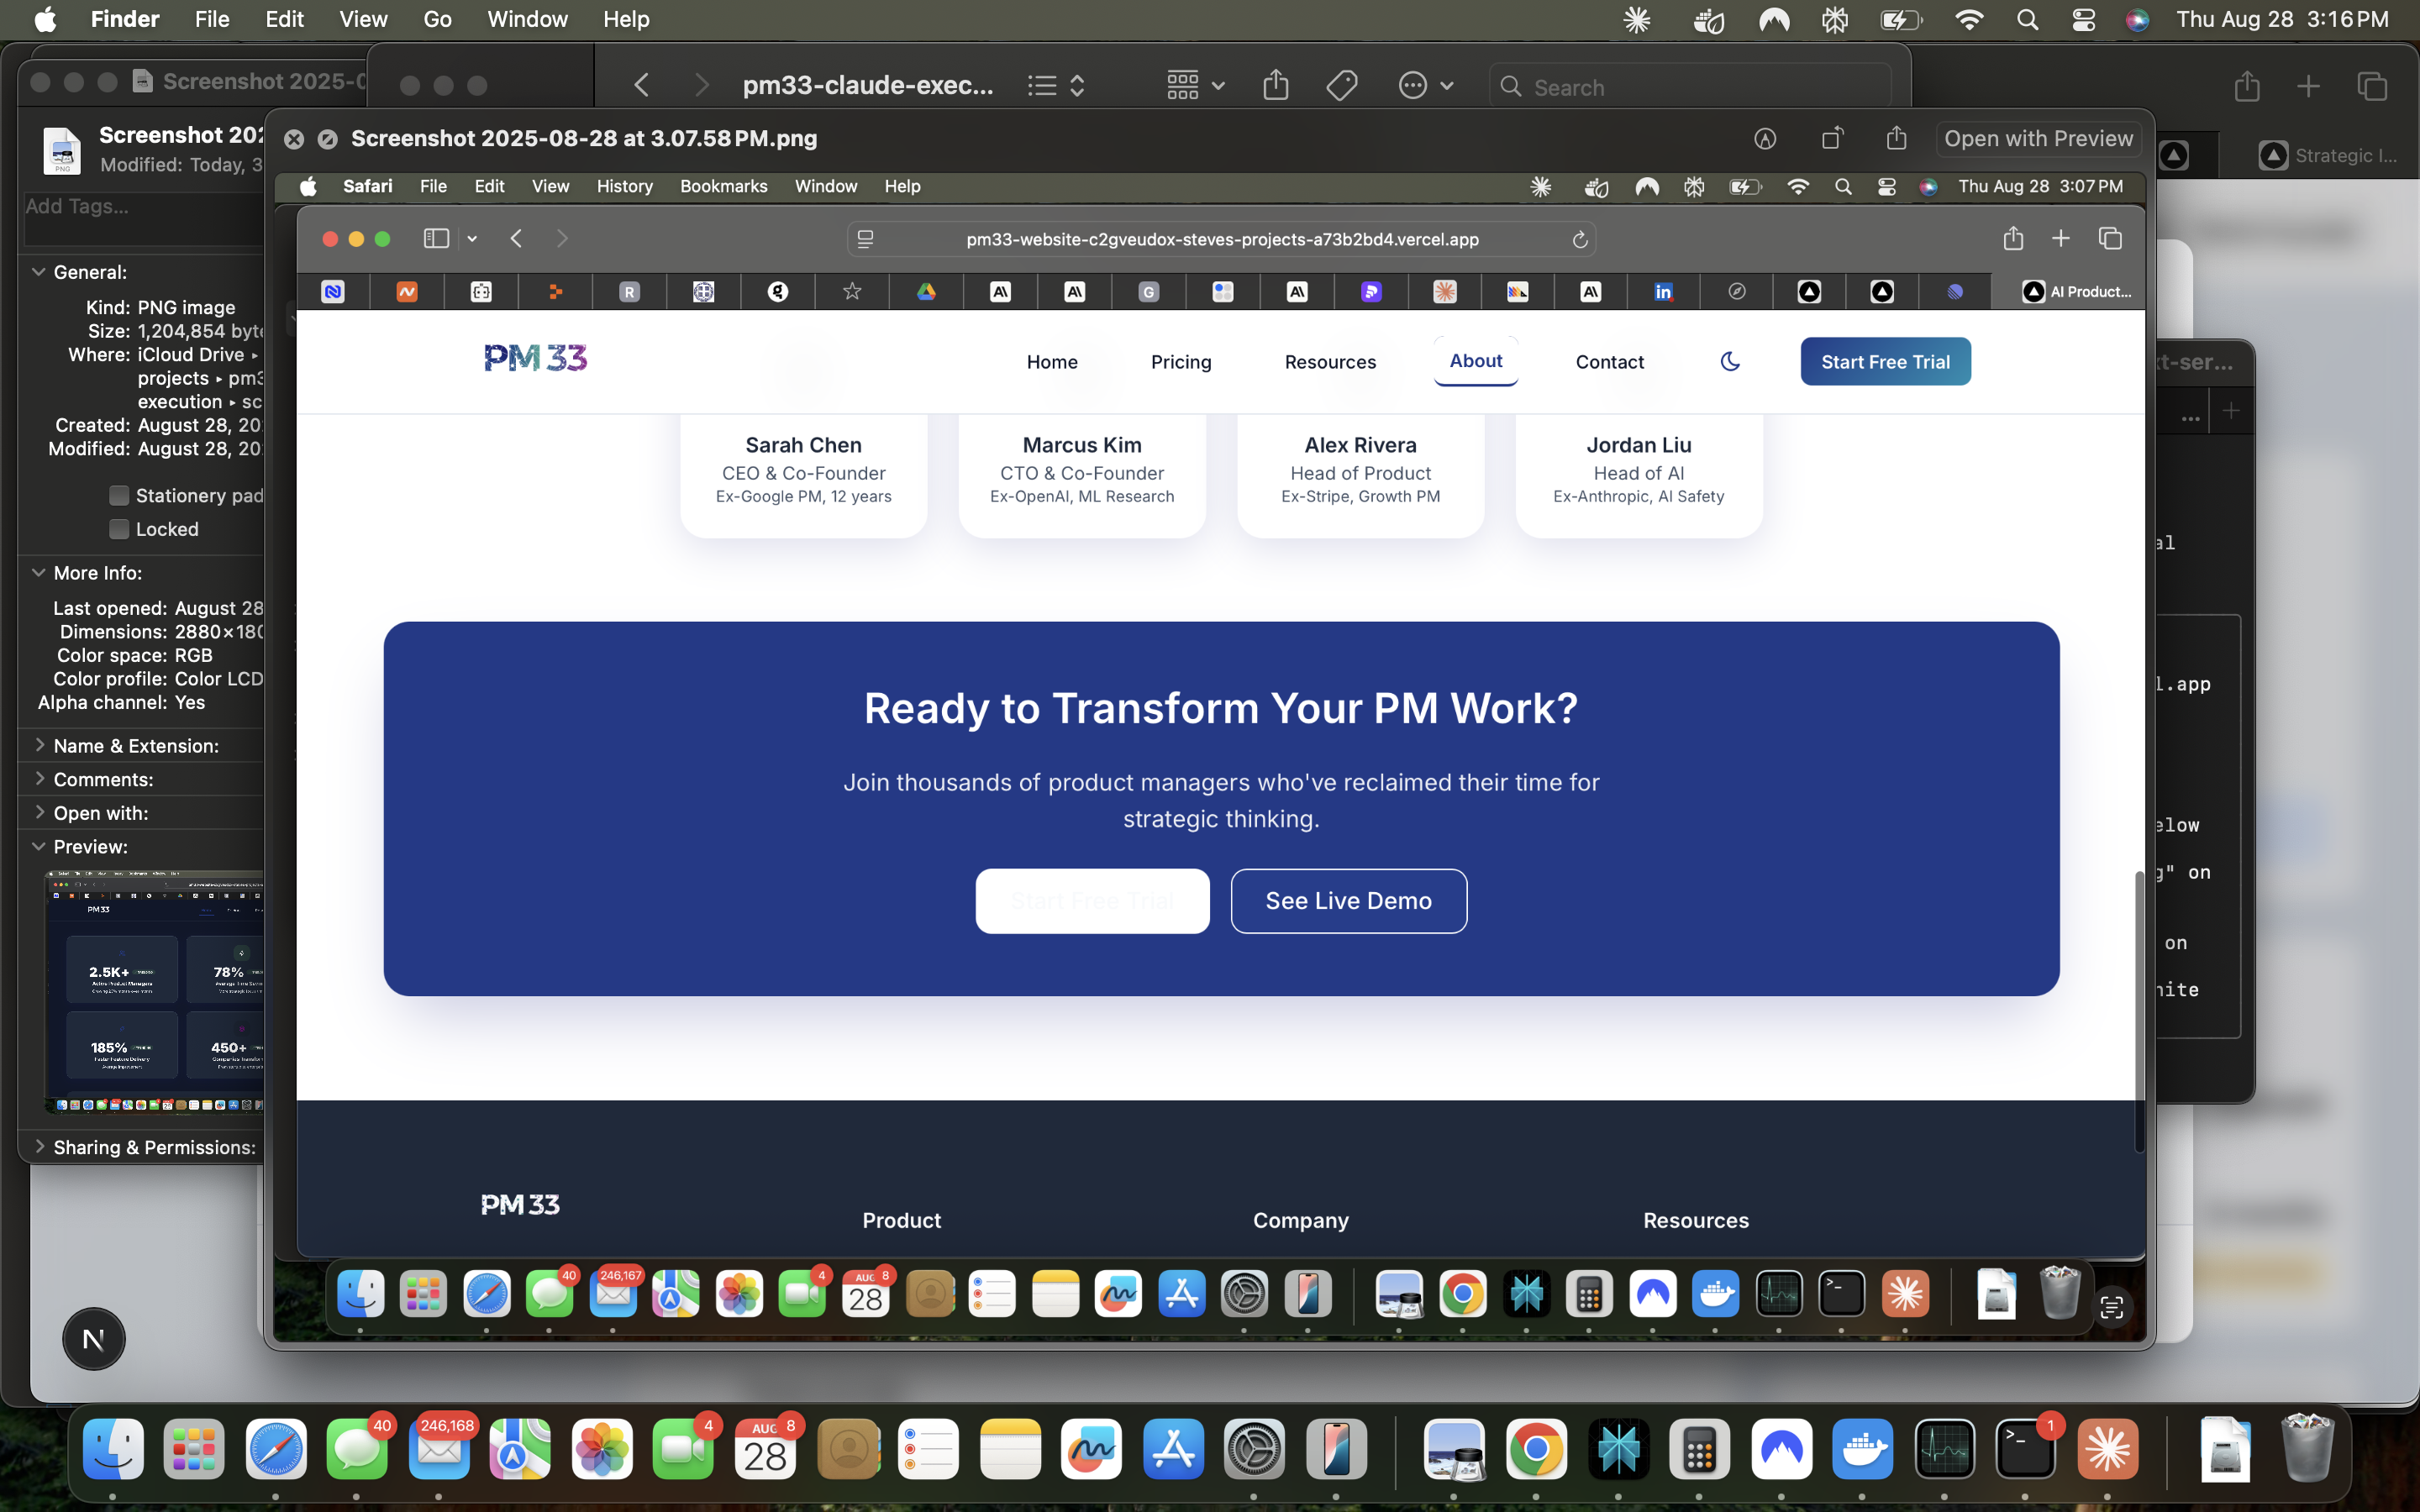 Finder File Edit View Go Window Help
Thu Aug 28 3:16 PM
Screenshot 2025-0
pm33-claude-exec...
Search
Screenshot 202
Modified: Today, 3
Add Tags...
General:
Kind: PNG image
Size: 1,204,854 byte
Where: iCloud Drive ▸
projects ▸ pm3
execution ▸ sc
Created: August 28, 20
Modified: August 28, 20
Stationery pad
Locked
More Info:
Last opened: August 28
Dimensions: 2880×180
Color space: RGB
Color profile: Color LCD
Alpha channel: Yes
Name & Extension:
Comments:
Open with:
Preview:
PM33
2.5K+
78%
185%
450+
Sharing & Permissions:
Screenshot 2025-08-28 at 3.07.58 PM.png
Open with Preview
Strategic I...
Safari File Edit View History Bookmarks Window Help
Thu Aug 28 3:07 PM
pm33-website-c2gveudox-steves-projects-a73b2bd4.vercel.app
AI Product...
PM 33
Home
Pricing
Resources
About
Contact
Start Free Trial
Sarah Chen
CEO & Co-Founder
Ex-Google PM, 12 years
Marcus Kim
CTO & Co-Founder
Ex-OpenAI, ML Research
Alex Rivera
Head of Product
Ex-Stripe, Growth PM
Jordan Liu
Head of AI
Ex-Anthropic, AI Safety
Ready to Transform Your PM Work?
Join thousands of product managers who've reclaimed their time for
strategic thinking.
Start Free Trial
See Live Demo
PM 33
Product
Company
Resources
xt-ser...
...
al
l.app
elow
g" on
on
hite
40
246,167
4
AUG
28
8
N
40
246,168
4
AUG
28
8
1